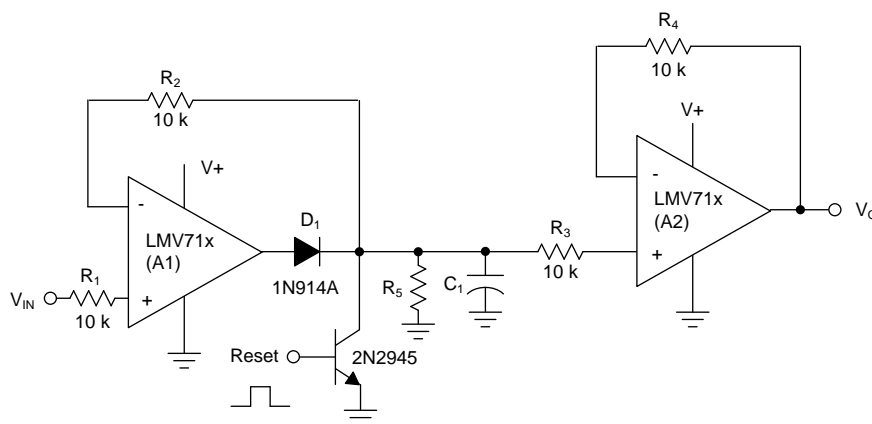 R4
10 k
R2
10 k
V+
V+
-
LMV71x
(A1)
+
D1
1N914A
-
LMV71x
(A2)
+
R3
10 k
R1
10 k
VIN
R5
C1
Reset
2N2945